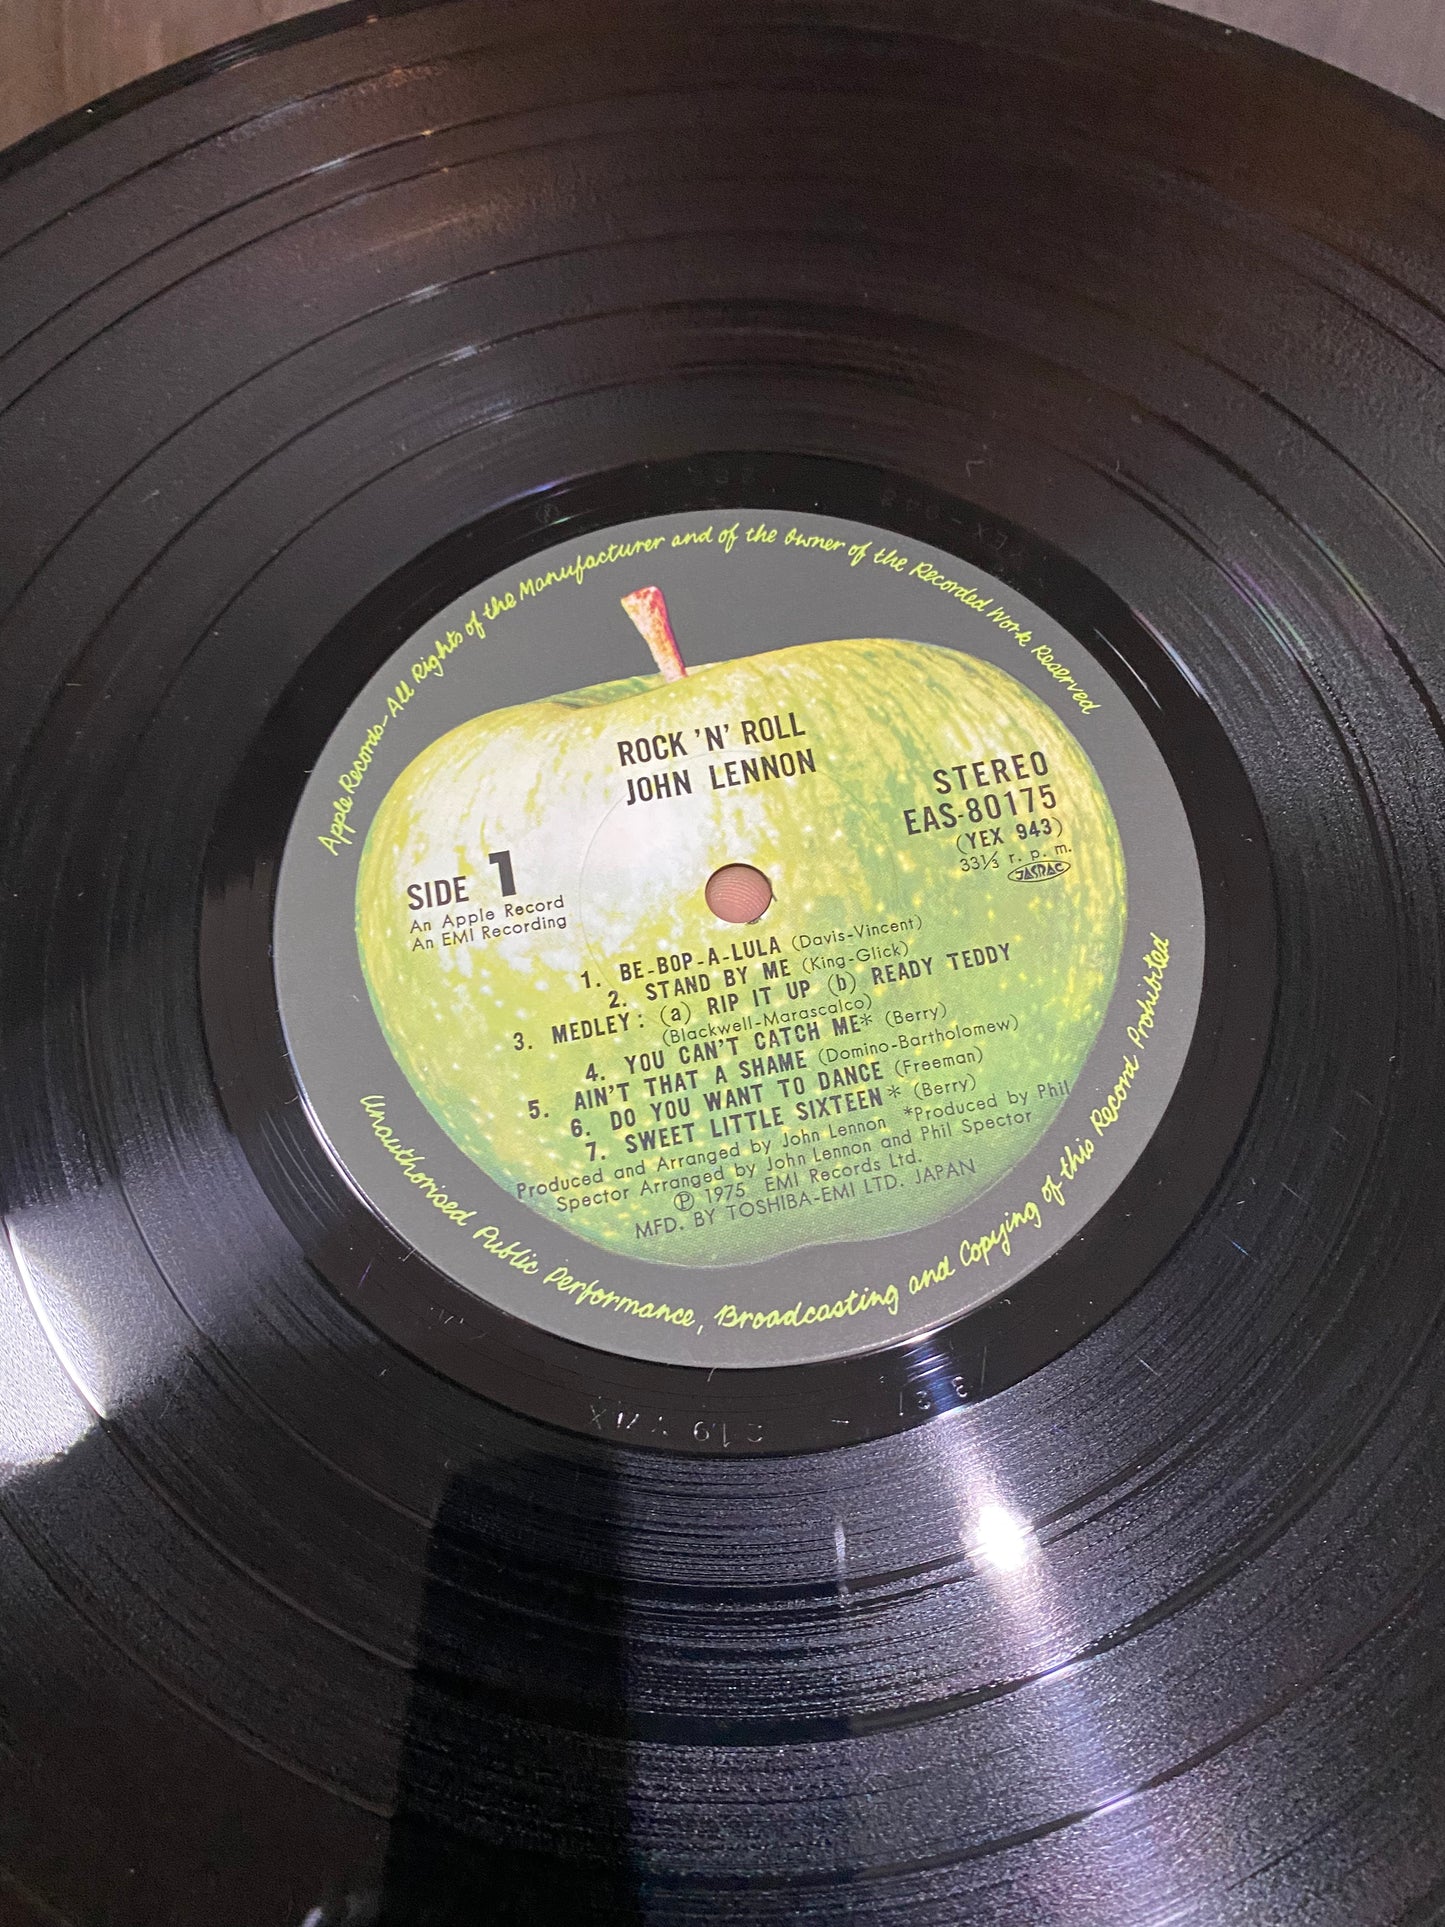 Apple Records-All Rights of the Manufacturer and of the Owner of the Recorded Work Reserved
ROCK 'N' ROLL
JOHN LENNON
STEREO
EAS-80175
(YEX 943)
33⅓ r. p. m.
JASRAC
SIDE 1
An Apple Record
An EMI Recording
1. BE-BOP-A-LULA (Davis-Vincent)
2. STAND BY ME (King-Glick)
3. MEDLEY: (a) RIP IT UP (b) READY TEDDY
(Blackwell-Marascalco)
4. YOU CAN'T CATCH ME* (Berry)
5. AIN'T THAT A SHAME (Domino-Bartholomew)
6. DO YOU WANT TO DANCE (Freeman)
7. SWEET LITTLE SIXTEEN* (Berry)
Produced and Arranged by John Lennon *Produced by Phil
Spector Arranged by John Lennon and Phil Spector
℗ 1975 EMI Records Ltd.
MFD. BY TOSHIBA-EMI LTD. JAPAN
Unauthorised Public Performance, Broadcasting and Copying of this Record Prohibited